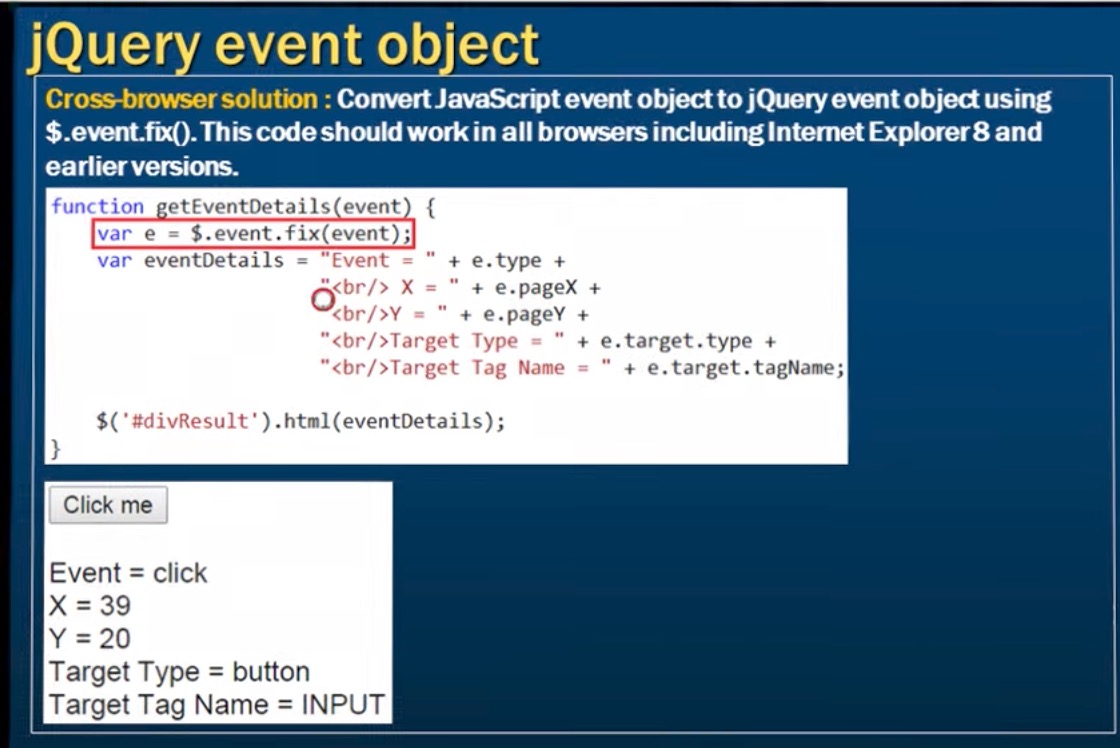 jQuery event object
Cross-browser solution : Convert JavaScript event object to jQuery event object using
$.event.fix(). This code should work in all browsers including Internet Explorer 8 and
earlier versions.
function getEventDetails(event) {
var e = $.event.fix(event);
var eventDetails = "Event = " + e.type +
"<br/> X = " + e.pageX +
"<br/>Y = " + e.pageY +
"<br/>Target Type = " + e.target.type +
"<br/>Target Tag Name = " + e.target.tagName;
$('#divResult').html(eventDetails);
}
Click me
Event = click
X = 39
Y = 20
Target Type = button
Target Tag Name = INPUT